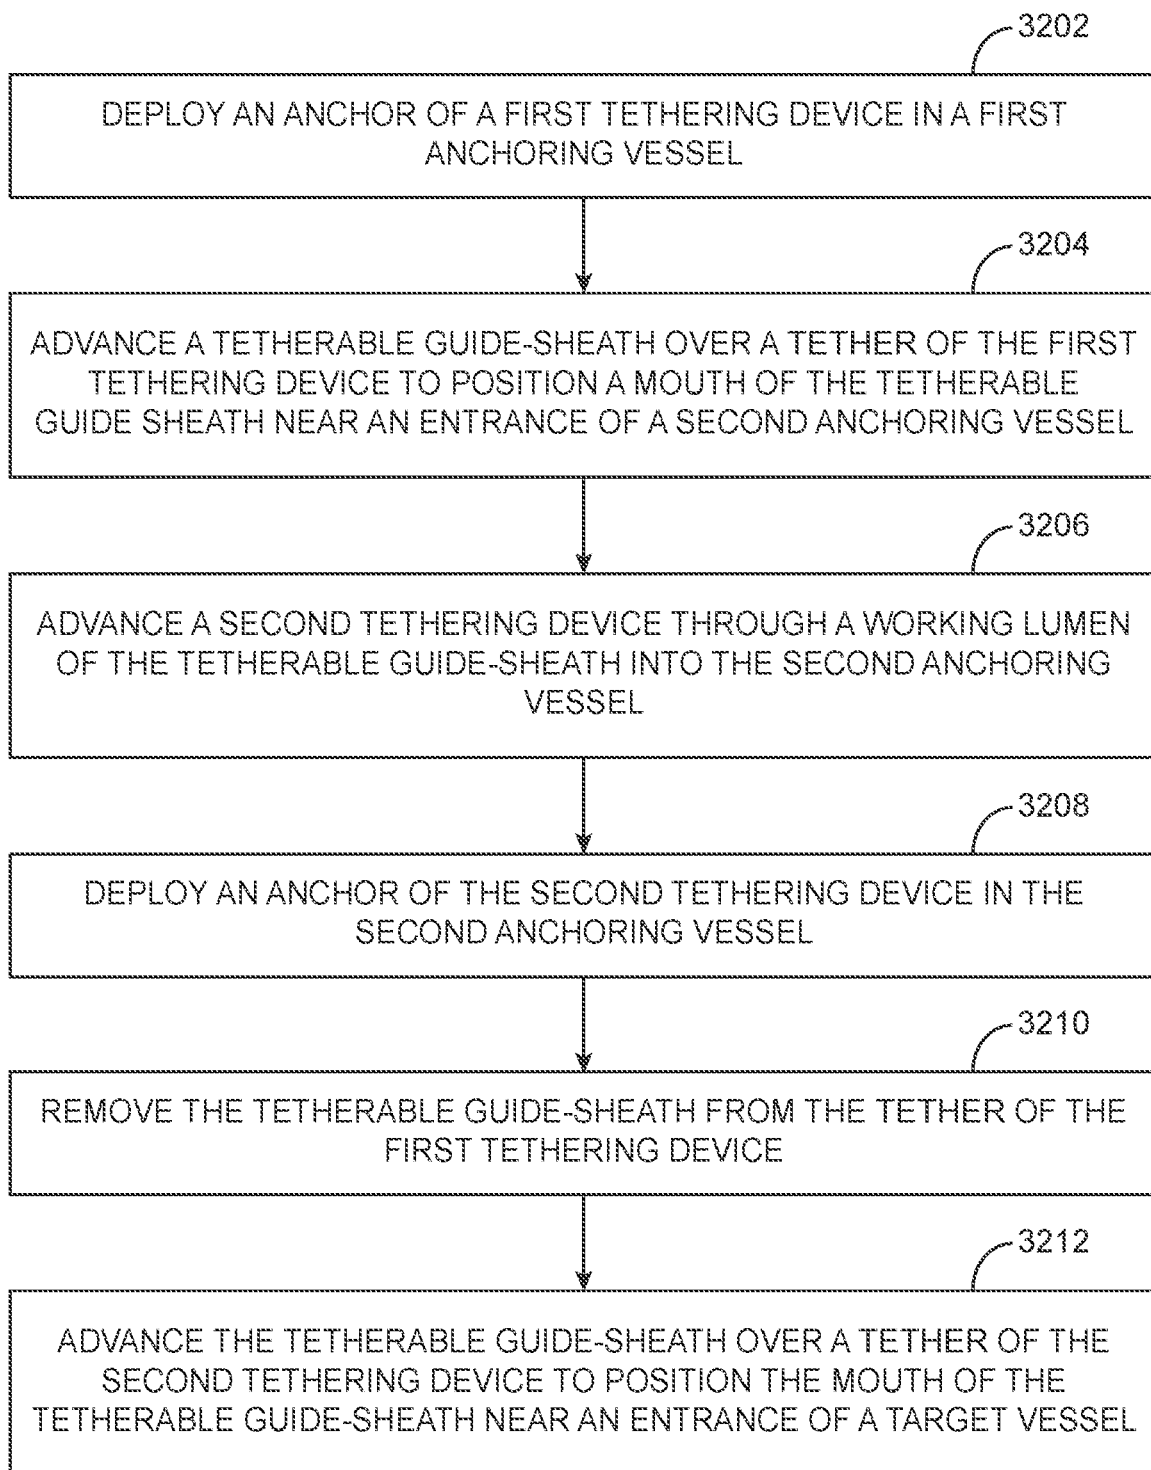 3202
DEPLOY AN ANCHOR OF A FIRST TETHERING DEVICE IN A FIRST
ANCHORING VESSEL
3204
ADVANCE A TETHERABLE GUIDE-SHEATH OVER A TETHER OF THE FIRST
TETHERING DEVICE TO POSITION A MOUTH OF THE TETHERABLE
GUIDE SHEATH NEAR AN ENTRANCE OF A SECOND ANCHORING VESSEL
3206
ADVANCE A SECOND TETHERING DEVICE THROUGH A WORKING LUMEN
OF THE TETHERABLE GUIDE-SHEATH INTO THE SECOND ANCHORING
VESSEL
3208
DEPLOY AN ANCHOR OF THE SECOND TETHERING DEVICE IN THE
SECOND ANCHORING VESSEL
3210
REMOVE THE TETHERABLE GUIDE-SHEATH FROM THE TETHER OF THE
FIRST TETHERING DEVICE
3212
ADVANCE THE TETHERABLE GUIDE-SHEATH OVER A TETHER OF THE
SECOND TETHERING DEVICE TO POSITION THE MOUTH OF THE
TETHERABLE GUIDE-SHEATH NEAR AN ENTRANCE OF A TARGET VESSEL